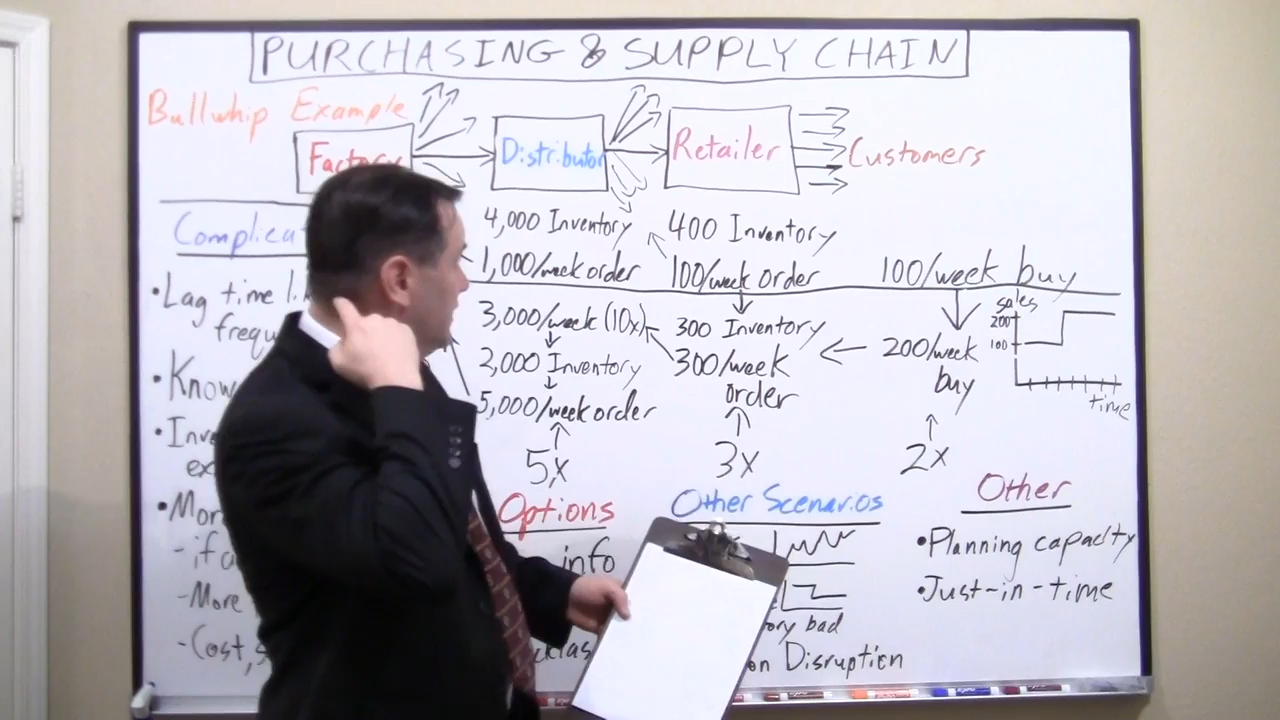 PURCHASING & SUPPLY CHAIN
Bullwhip Example
Factory
Distributor
Retailer
Customers
4,000 Inventory
1,000/week order
400 Inventory
100/week order
100/week buy
3,000/week (10x)
2,000 Inventory
5,000/week order
5x
300 Inventory
300/week
order
3x
200/week
buy
2x
sales
200
100
time
Lag time
Options
info
Other Scenarios
bad
Disruption
Other
•Planning capacity
•Just-in-time
•More
- if
-More
-Cost,